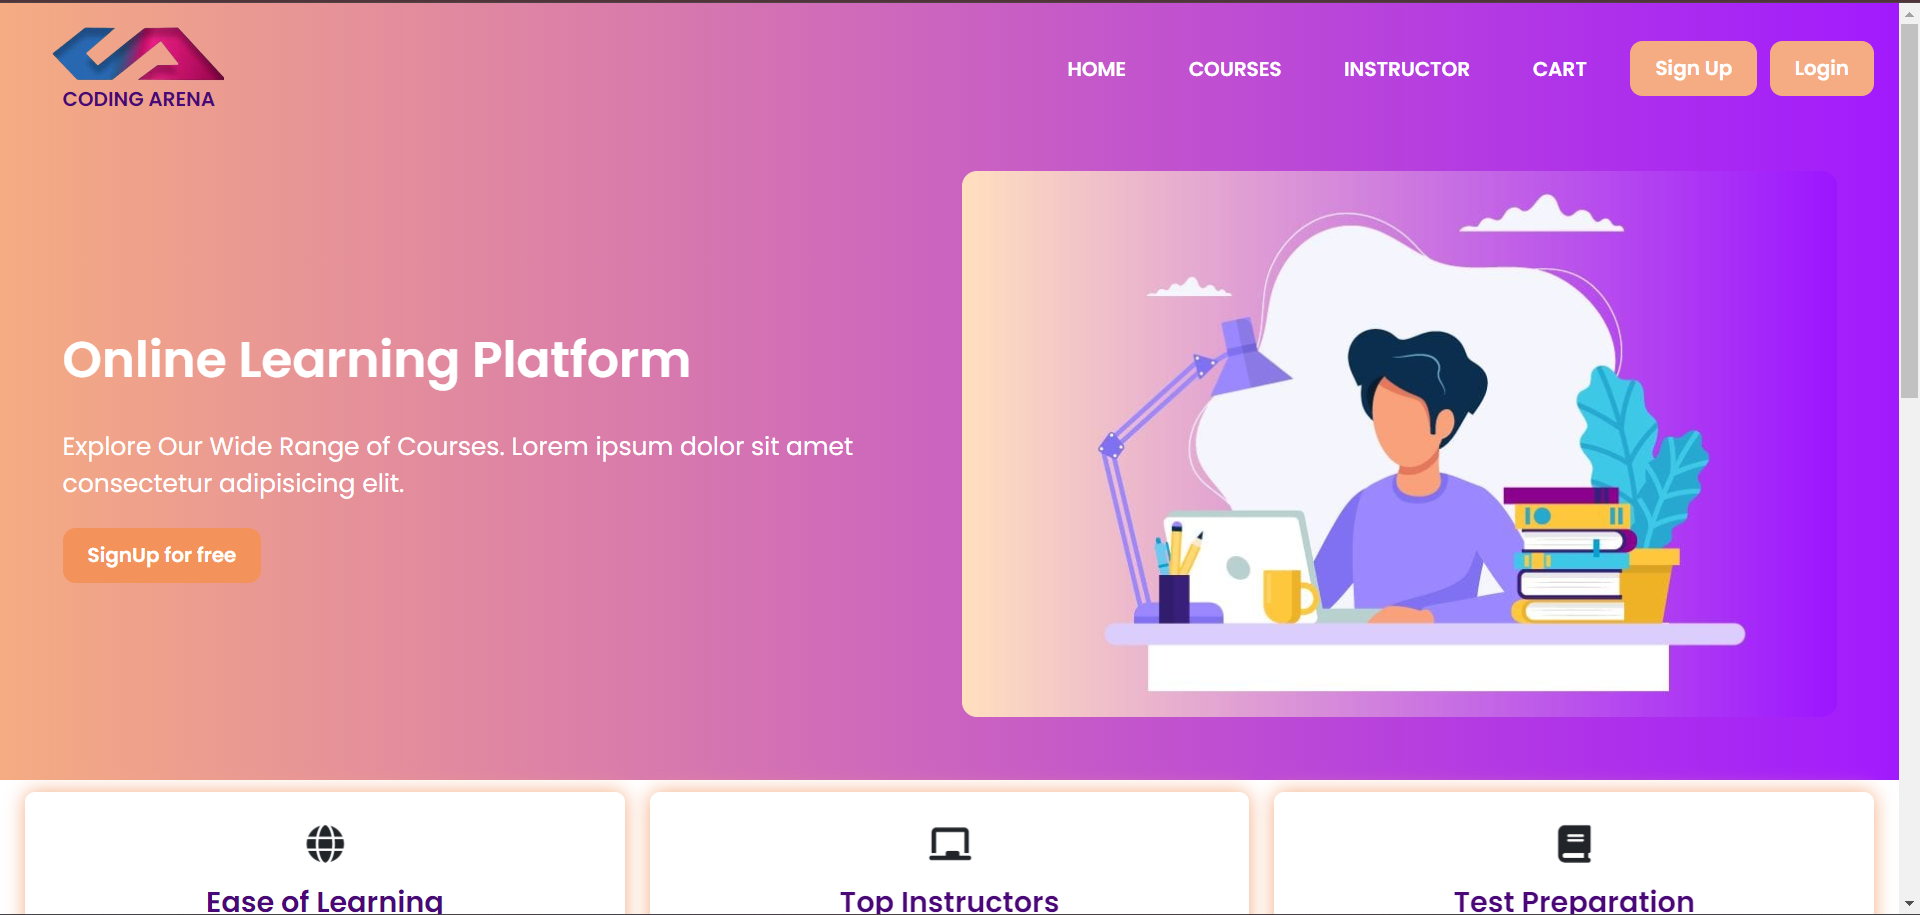 CODING ARENA
HOME COURSES INSTRUCTOR CART Sign Up Login
Online Learning Platform
Explore Our Wide Range of Courses. Lorem ipsum dolor sit amet
consectetur adipisicing elit.
SignUp for free
Ease of Learning Top Instructors Test Preparation